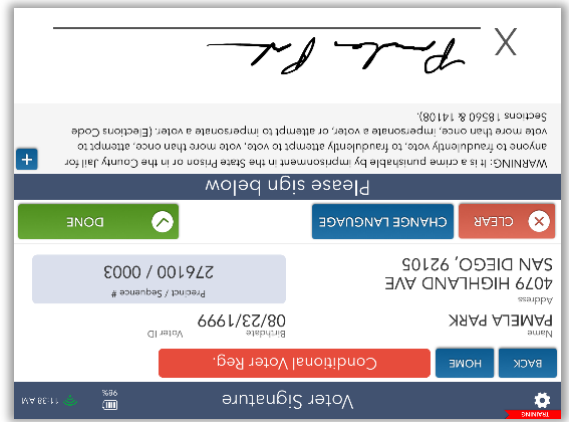 TRAINING
Voter Signature
98%
11:38 AM
BACK
HOME
Conditional Voter Reg.
Name
PAMELA PARK
Birthdate
08/23/1999
Voter ID
Address
4079 HIGHLAND AVE
SAN DIEGO, 92105
Precinct / Sequence #
276100 / 0003
CLEAR
CHANGE LANGUAGE
DONE
Please sign below
WARNING: It is a crime punishable by imprisonment in the State Prison or in the County Jail for
anyone to fraudulently vote, to fraudulently attempt to vote, vote more than once, attempt to
vote more than once, impersonate a voter, or attempt to impersonate a voter. (Elections Code
Sections 18560 & 14108).
+
X